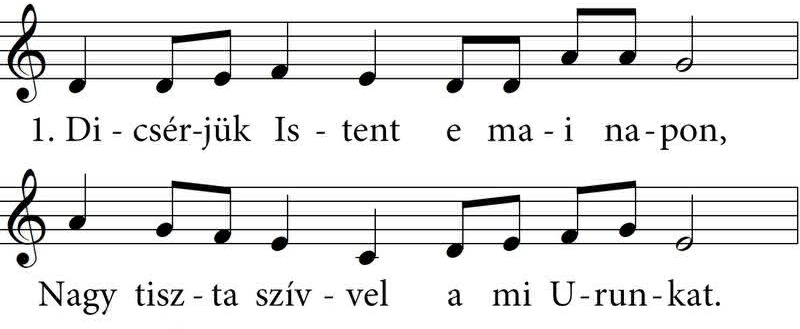 1. Di - csér-jük Is - tent e ma - i na-pon,
Nagy tisz - ta szív - vel a mi U-run-kat.